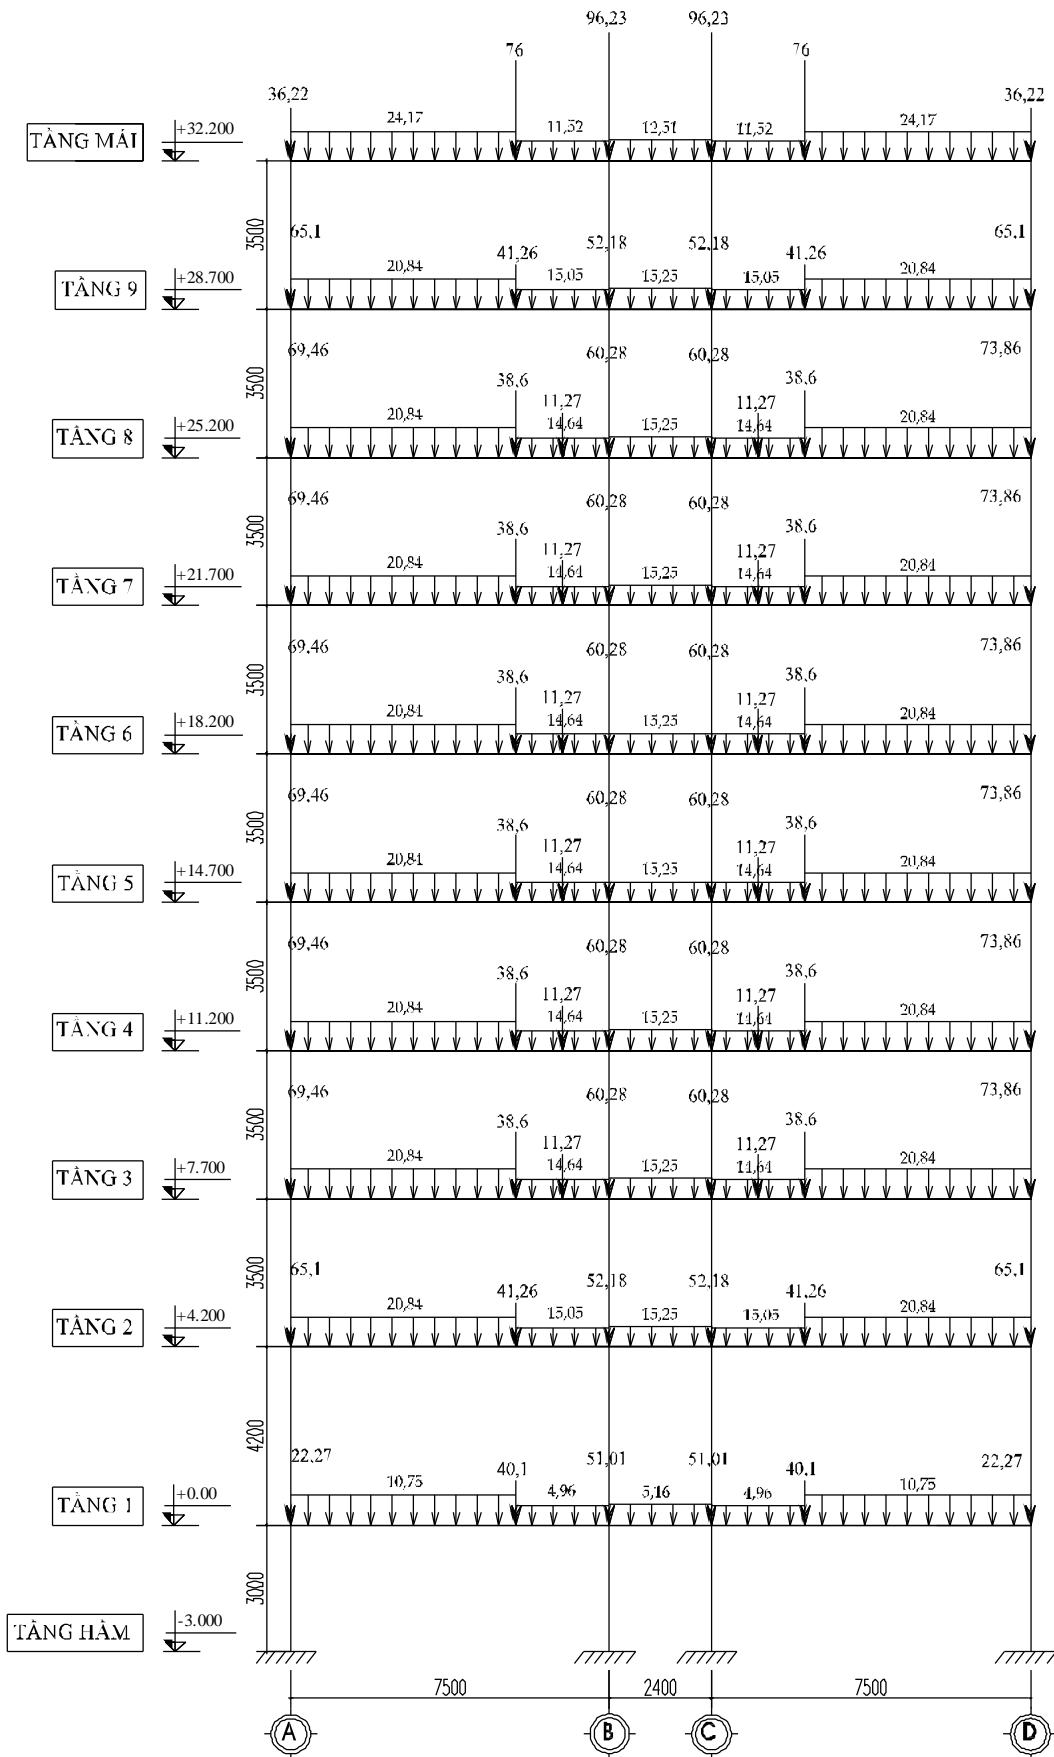 96,23 96,23
76 76
36,22 36,22
TẦNG MÁI +32.200 24,17 11,52 12,51 11,52 24,17
3500 65,1 41,26 52,18 52,18 41,26 65,1
TẦNG 9 +28.700 20,84 15,05 15,25 15,05 20,84
3500 69,46 60,28 60,28 73,86
38,6 11,27 11,27 38,6
TẦNG 8 +25.200 20,84 14,64 15,25 14,64 20,84
3500 69,46 60,28 60,28 73,86
38,6 11,27 11,27 38,6
TẦNG 7 +21.700 20,84 14,64 15,25 14,64 20,84
3500 69,46 60,28 60,28 73,86
38,6 11,27 11,27 38,6
TẦNG 6 +18.200 20,84 14,64 15,25 14,64 20,84
3500 69,46 60,28 60,28 73,86
38,6 11,27 11,27 38,6
TẦNG 5 +14.700 20,84 14,64 15,25 14,64 20,84
3500 69,46 60,28 60,28 73,86
38,6 11,27 11,27 38,6
TẦNG 4 +11.200 20,84 14,64 15,25 14,64 20,84
3500 69,46 60,28 60,28 73,86
38,6 11,27 11,27 38,6
TẦNG 3 +7.700 20,84 14,64 15,25 14,64 20,84
3500 65,1 41,26 52,18 52,18 41,26 65,1
TẦNG 2 +4.200 20,84 15,05 15,25 15,05 20,84
4200 22,27 40,1 51,01 51,01 40,1 22,27
TẦNG 1 +0.00 10,75 4,96 5,16 4,96 10,75
3000
TẦNG HẦM -3.000
7500 2400 7500
A B C D